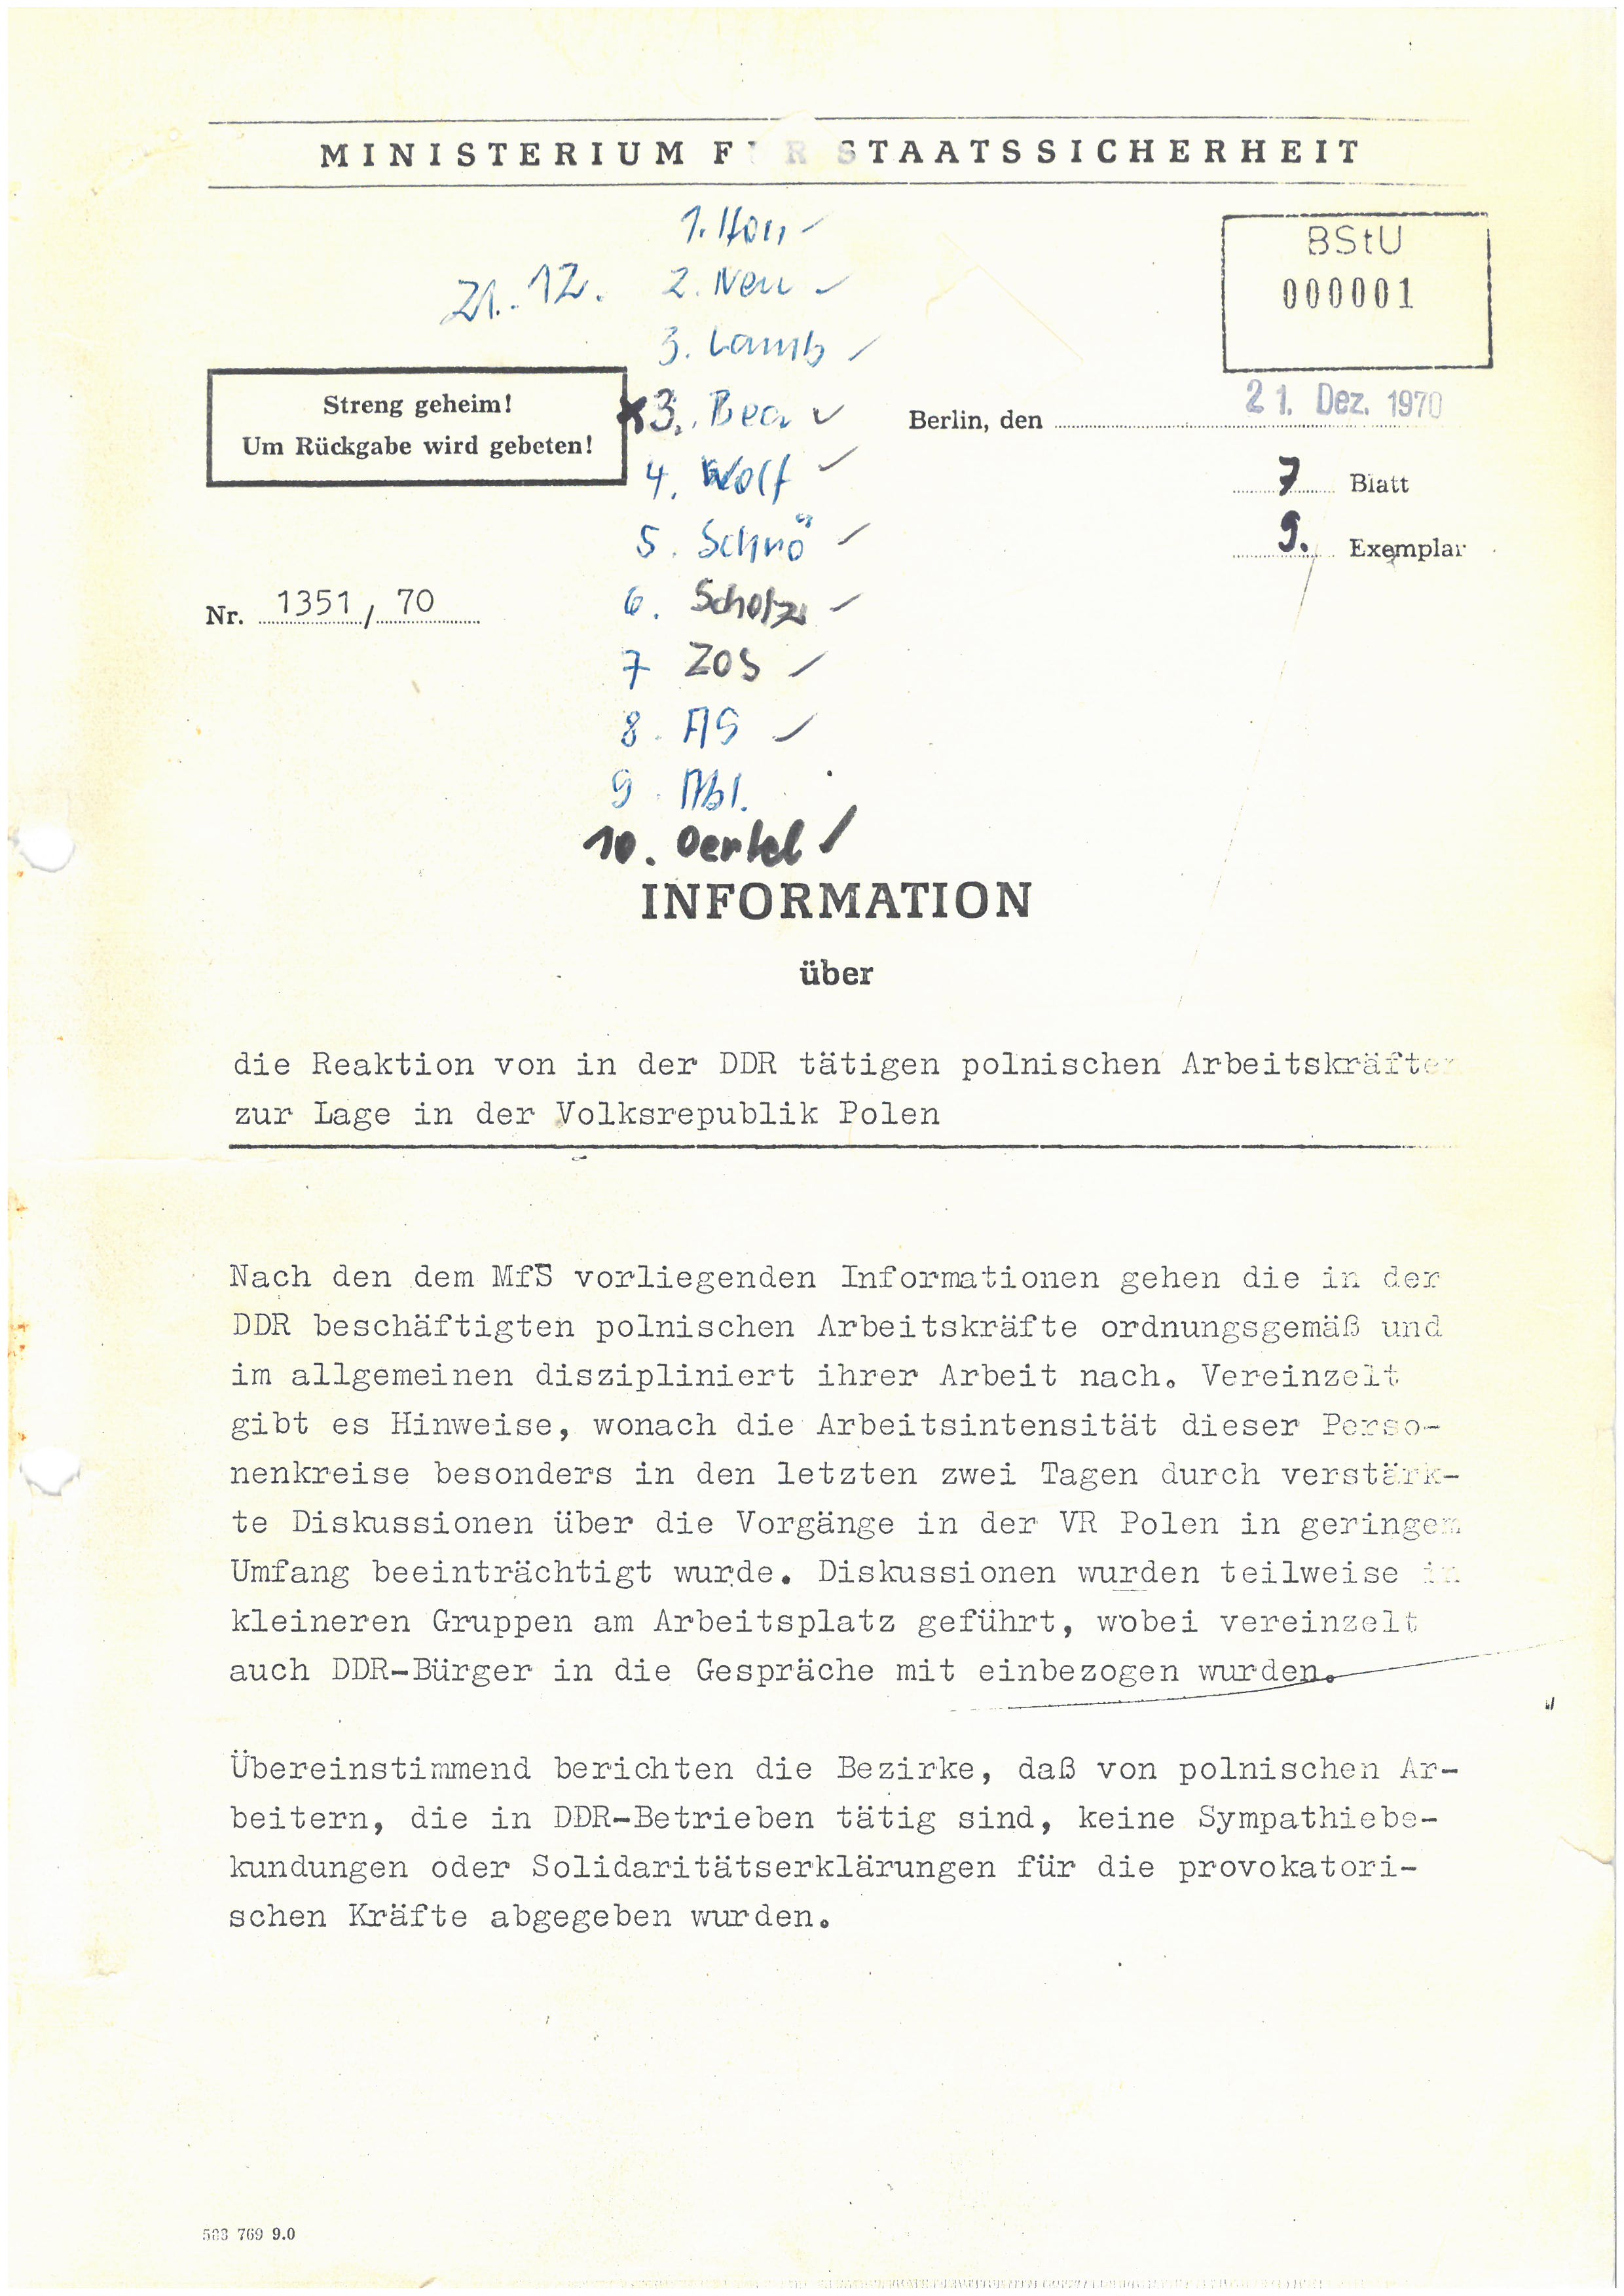 MINISTERIUM FÜR STAATSSICHERHEIT
BStU
000001
21. 12.
1. Hon
2. Neu
3. Lamb
3. Bea
4. Wolf
5. Schrö
6. Scholz
7 ZOS
8. AG
9. Abl.
10. Oertel
Streng geheim!
Um Rückgabe wird gebeten!
Berlin, den 21. Dez. 1970
7 Blatt
9. Exemplar
Nr. 1351 / 70
INFORMATION
über
die Reaktion von in der DDR tätigen polnischen Arbeitskräften
zur Lage in der Volksrepublik Polen
Nach den dem MfS vorliegenden Informationen gehen die in der
DDR beschäftigten polnischen Arbeitskräfte ordnungsgemäß und
im allgemeinen diszipliniert ihrer Arbeit nach. Vereinzelt
gibt es Hinweise, wonach die Arbeitsintensität dieser Perso-
nenkreise besonders in den letzten zwei Tagen durch verstärk-
te Diskussionen über die Vorgänge in der VR Polen in geringem
Umfang beeinträchtigt wurde. Diskussionen wurden teilweise in
kleineren Gruppen am Arbeitsplatz geführt, wobei vereinzelt
auch DDR-Bürger in die Gespräche mit einbezogen wurden.
Übereinstimmend berichten die Bezirke, daß von polnischen Ar-
beitern, die in DDR-Betrieben tätig sind, keine Sympathiebe-
kundungen oder Solidaritätserklärungen für die provokatori-
schen Kräfte abgegeben wurden.
583 769 9.0